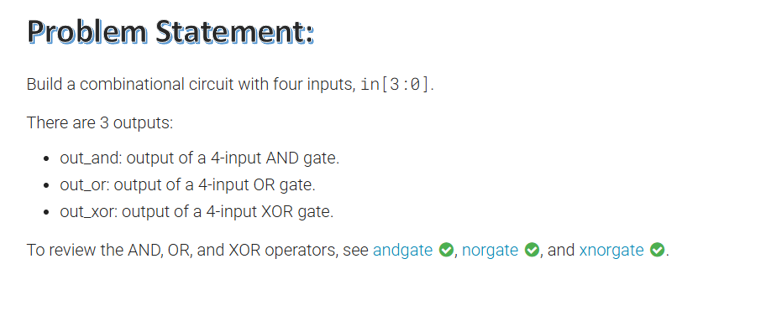 Problem Statement:
Build a combinational circuit with four inputs, in[3:0].
There are 3 outputs:
• out_and: output of a 4-input AND gate.
• out_or: output of a 4-input OR gate.
• out_xor: output of a 4-input XOR gate.
To review the AND, OR, and XOR operators, see andgate , norgate , and xnorgate .